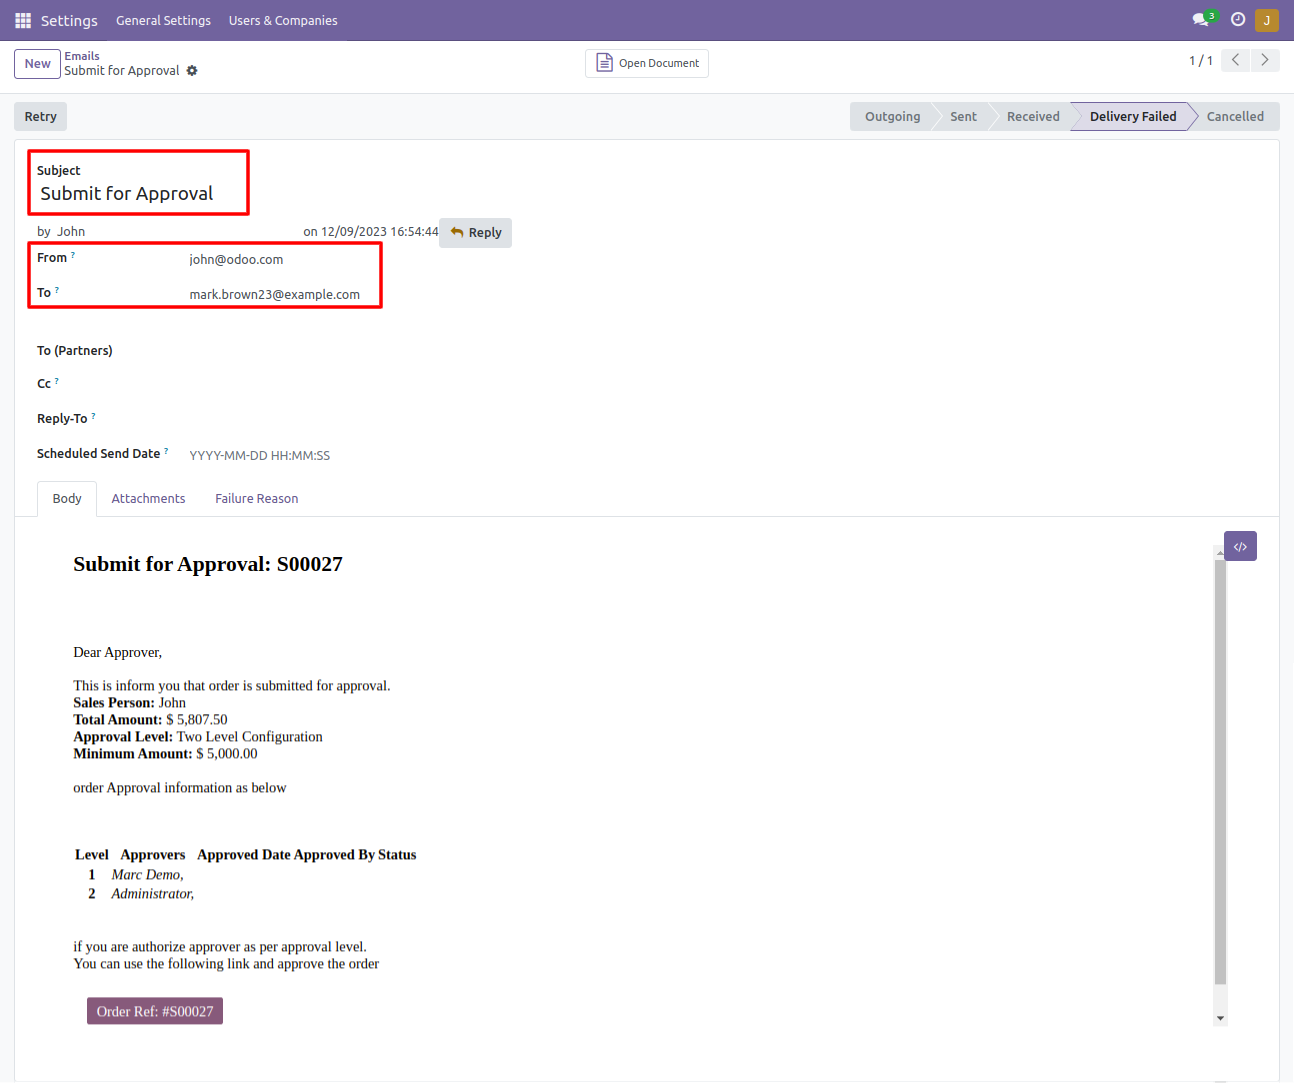 Settings General Settings Users & Companies 3 J
New Emails
Submit for Approval
Open Document
1 / 1
Retry
Outgoing Sent Received Delivery Failed Cancelled
Subject
Submit for Approval
by John on 12/09/2023 16:54:44 Reply
From ? john@odoo.com
To ? mark.brown23@example.com
To (Partners)
Cc ?
Reply-To ?
Scheduled Send Date ? YYYY-MM-DD HH:MM:SS
Body Attachments Failure Reason
</>
Submit for Approval: S00027
Dear Approver,
This is inform you that order is submitted for approval.
Sales Person: John
Total Amount: $ 5,807.50
Approval Level: Two Level Configuration
Minimum Amount: $ 5,000.00
order Approval information as below
Level Approvers Approved Date Approved By Status
1 Marc Demo,
2 Administrator,
if you are authorize approver as per approval level.
You can use the following link and approve the order
Order Ref: #S00027